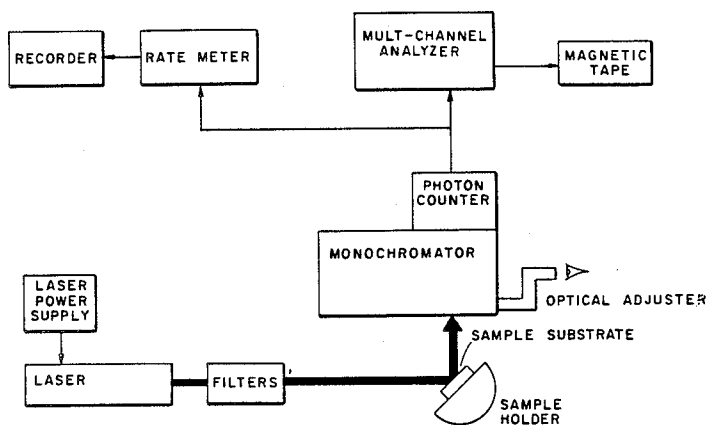 RECORDER
RATE METER
MULT-CHANNEL
ANALYZER
MAGNETIC
TAPE
PHOTON
COUNTER
MONOCHROMATOR
LASER
POWER
SUPPLY
OPTICAL ADJUSTER
SAMPLE SUBSTRATE
LASER
FILTERS
SAMPLE
HOLDER